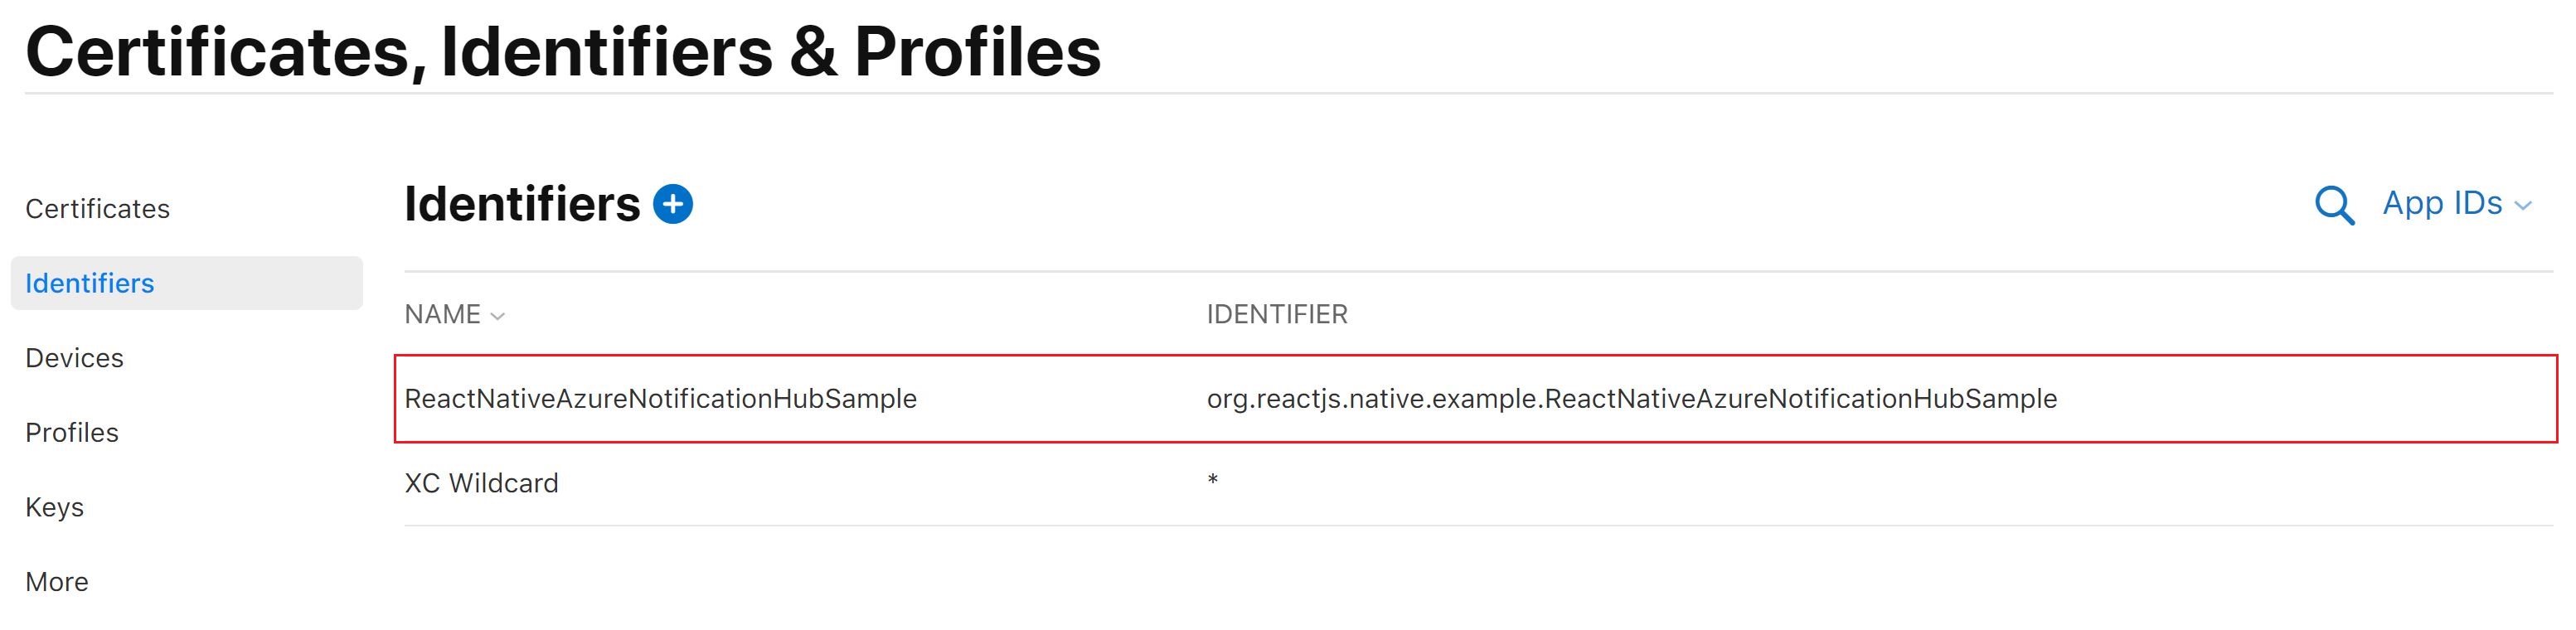 Certificates, Identifiers & Profiles
Certificates
Identifiers
Devices
Profiles
Keys
More
Identifiers
App IDs
NAME IDENTIFIER
ReactNativeAzureNotificationHubSample org.reactjs.native.example.ReactNativeAzureNotificationHubSample
XC Wildcard *